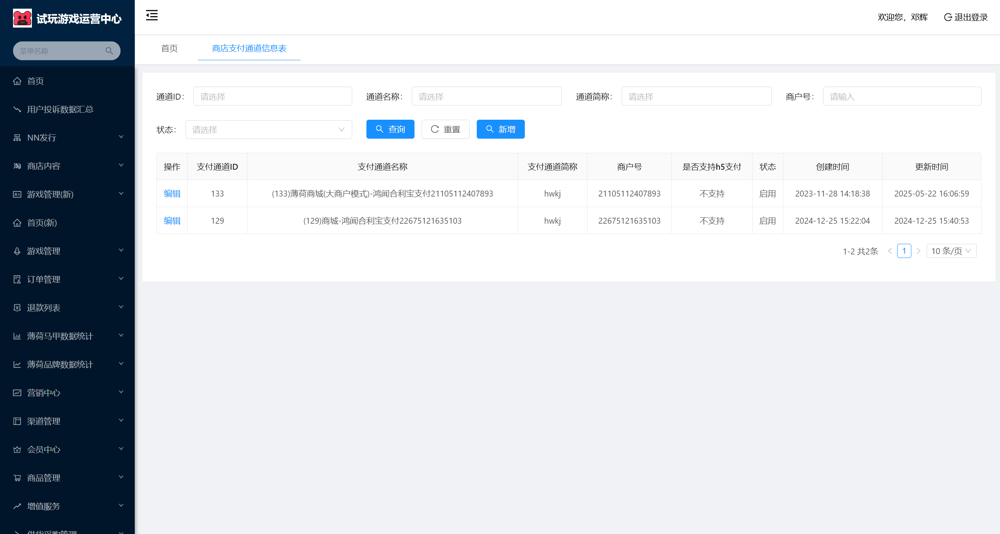 试玩游戏运营中心
菜单名称
首页
用户投诉数据汇总
NN发行
商店内容
游戏管理(新)
首页(新)
游戏管理
订单管理
退款列表
薄荷马甲数据统计
薄荷品牌数据统计
营销中心
渠道管理
会员中心
商品管理
增值服务
供货采购管理
欢迎您，邓辉 退出登录
首页 商店支付通道信息表
通道ID： 请选择 通道名称： 请选择 通道简称： 请选择 商户号： 请输入
状态： 请选择 查询 重置 新增
操作 支付通道ID 支付通道名称 支付通道简称 商户号 是否支持h5支付 状态 创建时间 更新时间
编辑 133 (133)薄荷商城(大商户模式)-鸿闻合利宝支付21105112407893 hwkj 21105112407893 不支持 启用 2023-11-28 14:18:38 2025-05-22 16:06:59
编辑 129 (129)商城-鸿闻合利宝支付22675121635103 hwkj 22675121635103 不支持 启用 2024-12-25 15:22:04 2024-12-25 15:40:53
1-2 共2条 1 10 条/页